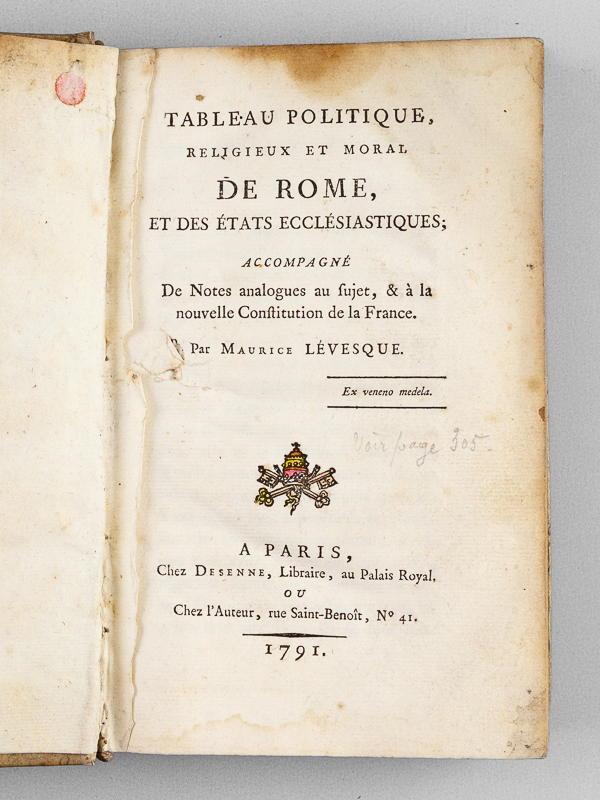 TABLEAU POLITIQUE,
RELIGIEUX ET MORAL
DE ROME,
ET DES ÉTATS ECCLÉSIASTIQUES;
ACCOMPAGNÉ
De Notes analogues au ſujet, & à la
nouvelle Conſtitution de la France.
Par MAURICE LÉVESQUE.
Ex veneno medela.
Voir page 305.
A PARIS,
Chez DESENNE, Libraire, au Palais Royal,
OU
Chez l'Auteur, rue Saint-Benoît, Nº 41.
1791.